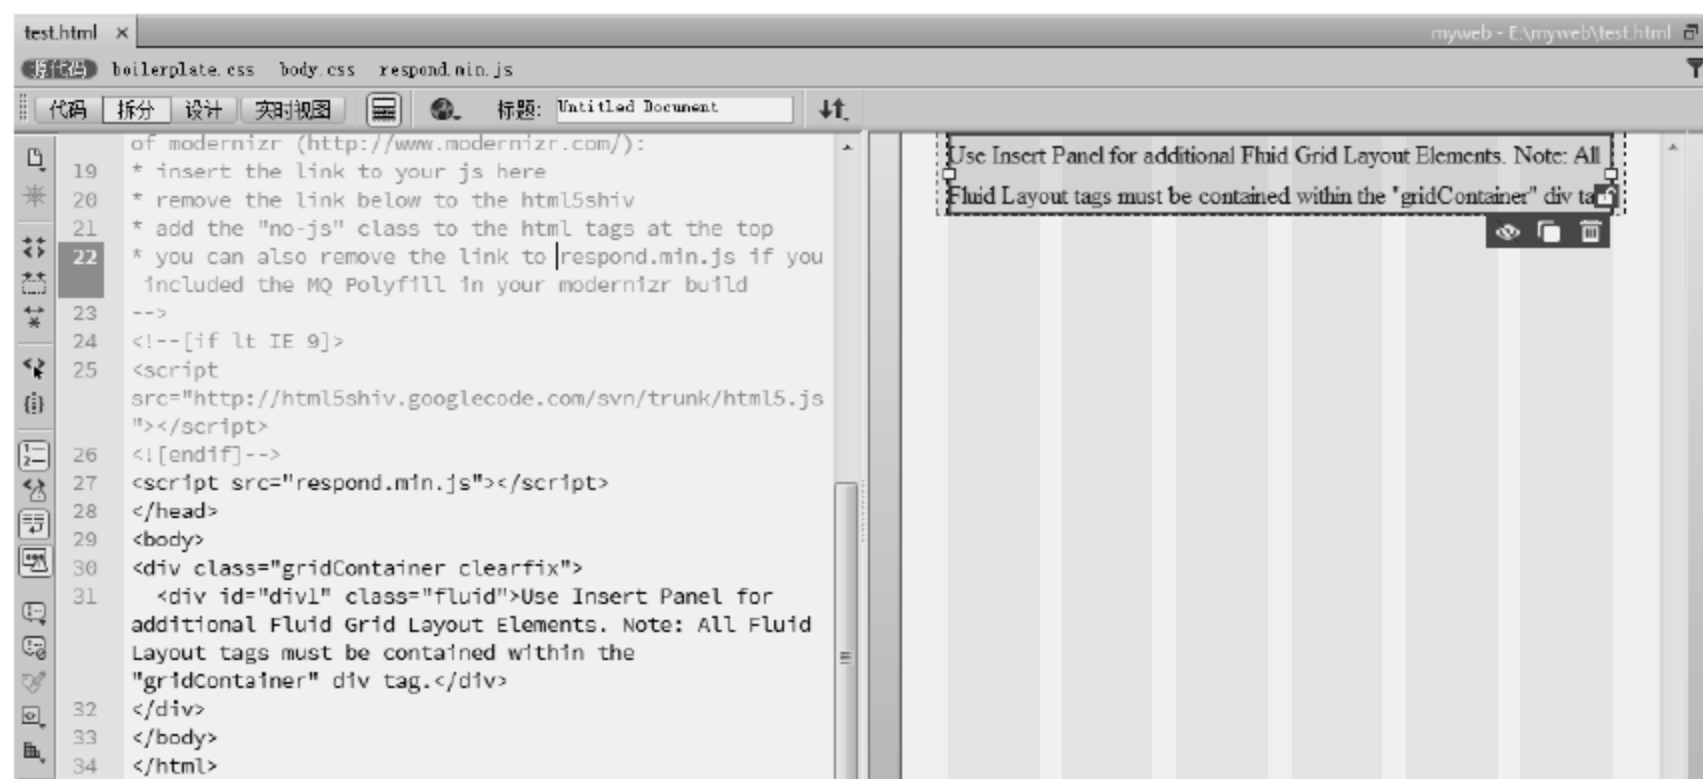 test.html ×
myweb - E:\myweb\test.html
源代码 boilerplate.css body.css respond.min.js
代码 拆分 设计 实时视图 标题: Untitled Document
of modernizr (http://www.modernizr.com/):
19 * insert the link to your js here
20 * remove the link below to the html5shiv
21 * add the "no-js" class to the html tags at the top
22 * you can also remove the link to respond.min.js if you
included the MQ Polyfill in your modernizr build
23 -->
24 <!--[if lt IE 9]>
25 <script
src="http://html5shiv.googlecode.com/svn/trunk/html5.js
"></script>
26 <![endif]-->
27 <script src="respond.min.js"></script>
28 </head>
29 <body>
30 <div class="gridContainer clearfix">
31 <div id="div1" class="fluid">Use Insert Panel for
additional Fluid Grid Layout Elements. Note: All Fluid
Layout tags must be contained within the
"gridContainer" div tag.</div>
32 </div>
33 </body>
34 </html>
Use Insert Panel for additional Fluid Grid Layout Elements. Note: All
Fluid Layout tags must be contained within the "gridContainer" div ta